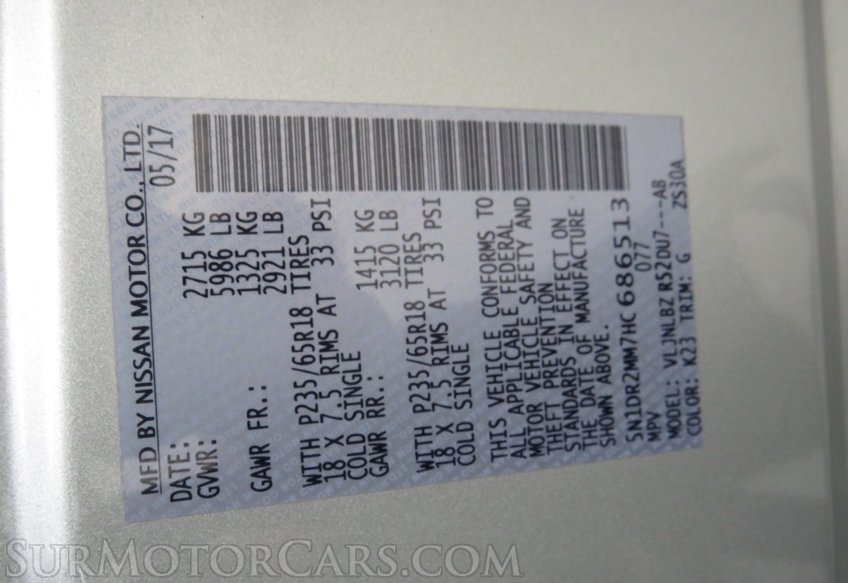 MFD BY NISSAN MOTOR CO., LTD.
DATE: 05/17
GVWR: 2715 KG
5986 LB
GAWR FR.: 1325 KG
2921 LB
WITH P235/65R18 TIRES
18 X 7.5 RIMS AT 33 PSI
COLD SINGLE
GAWR RR.: 1415 KG
3120 LB
WITH P235/65R18 TIRES
18 X 7.5 RIMS AT 33 PSI
COLD SINGLE
THIS VEHICLE CONFORMS TO
ALL APPLICABLE FEDERAL
MOTOR VEHICLE SAFETY AND
THEFT PREVENTION
STANDARDS IN EFFECT ON
THE DATE OF MANUFACTURE
SHOWN ABOVE.
5N1DR2MM7HC686513
MPV 077
MODEL: VLJNLBZ R52DU7---AB
COLOR: K23 TRIM: G ZS30A
SURMOTORCARS.COM